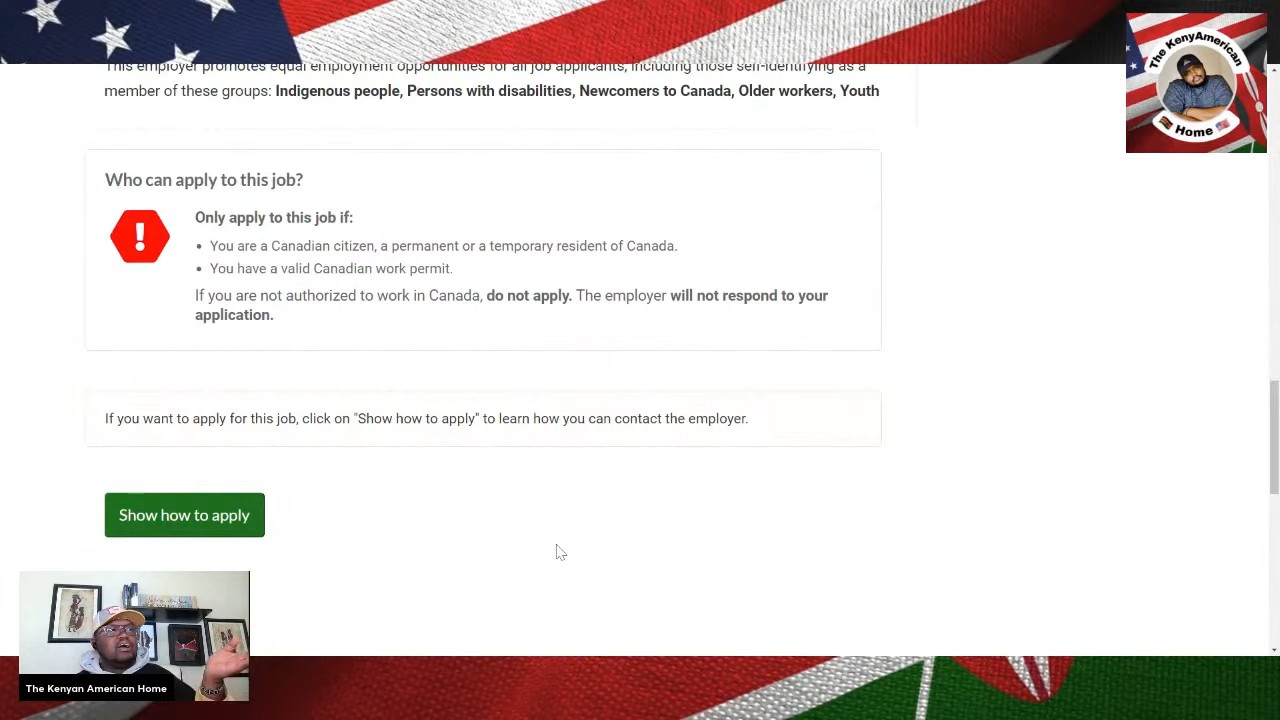 This employer promotes equal employment opportunities for all job applicants, including those self-identifying as a
member of these groups: Indigenous people, Persons with disabilities, Newcomers to Canada, Older workers, Youth
Who can apply to this job?
Only apply to this job if:
• You are a Canadian citizen, a permanent or a temporary resident of Canada.
• You have a valid Canadian work permit.
If you are not authorized to work in Canada, do not apply. The employer will not respond to your
application.
If you want to apply for this job, click on "Show how to apply" to learn how you can contact the employer.
Show how to apply
The KenyAmerican
Home
The Kenyan American Home